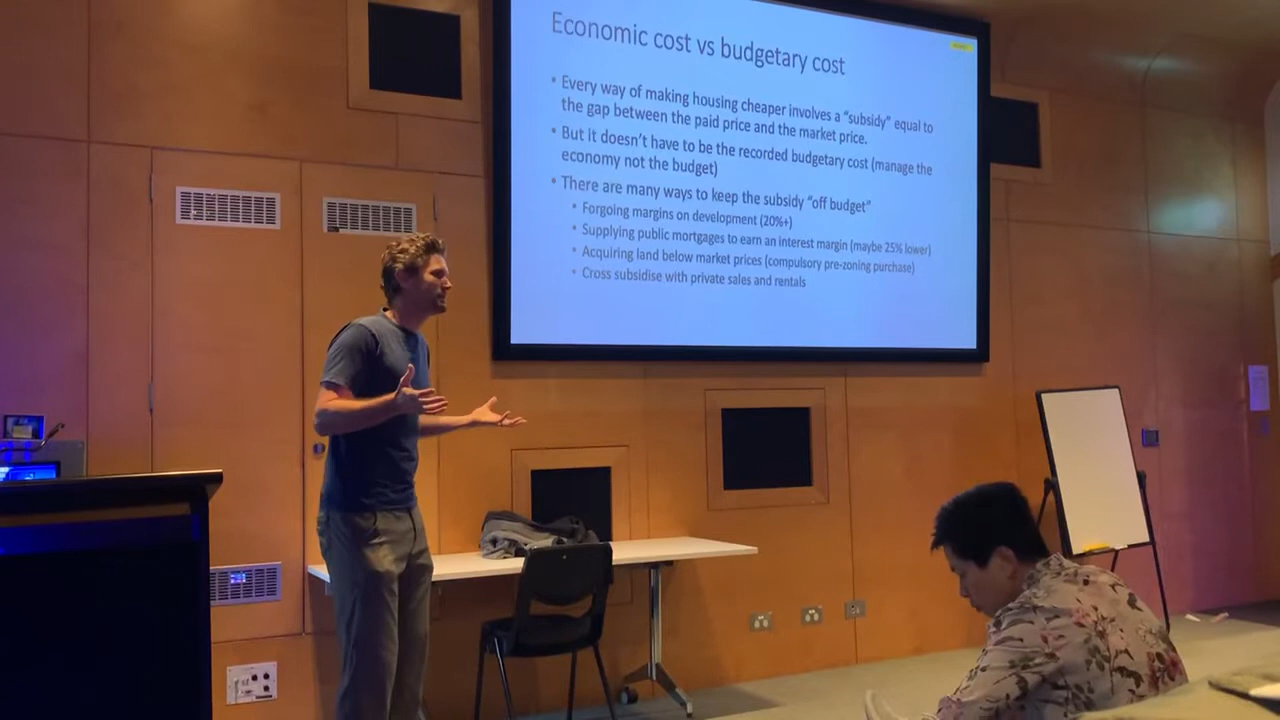 Economic cost vs budgetary cost
• Every way of making housing cheaper involves a “subsidy” equal to
the gap between the paid price and the market price.
• But it doesn’t have to be the recorded budgetary cost (manage the
economy not the budget)
• There are many ways to keep the subsidy “off budget”
• Forgoing margins on development (20%+)
• Supplying public mortgages to earn an interest margin (maybe 25% lower)
• Acquiring land below market prices (compulsory pre-zoning purchase)
• Cross subsidise with private sales and rentals